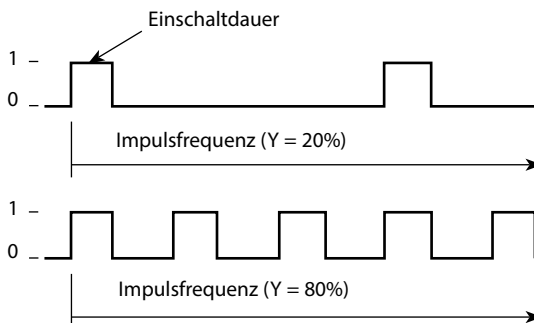 Einschaltdauer
1 –
0 –
Impulsfrequenz (Y = 20%)
1 –
0 –
Impulsfrequenz (Y = 80%)